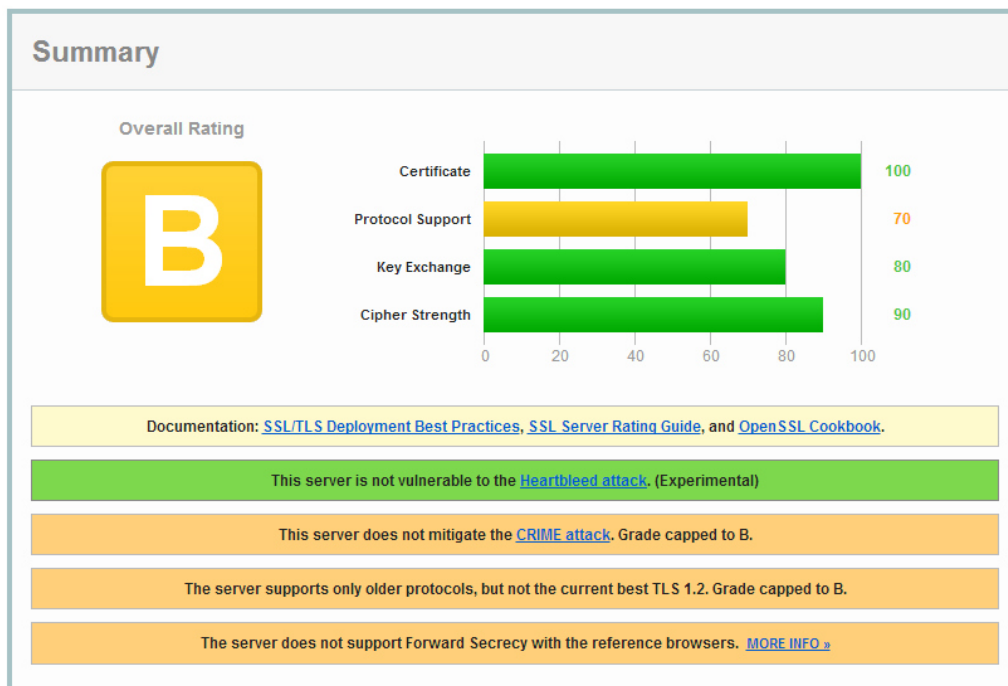 Summary
Overall Rating
B
Certificate 100
Protocol Support 70
Key Exchange 80
Cipher Strength 90
0 20 40 60 80 100
Documentation: SSL/TLS Deployment Best Practices, SSL Server Rating Guide, and OpenSSL Cookbook.
This server is not vulnerable to the Heartbleed attack. (Experimental)
This server does not mitigate the CRIME attack. Grade capped to B.
The server supports only older protocols, but not the current best TLS 1.2. Grade capped to B.
The server does not support Forward Secrecy with the reference browsers. MORE INFO »